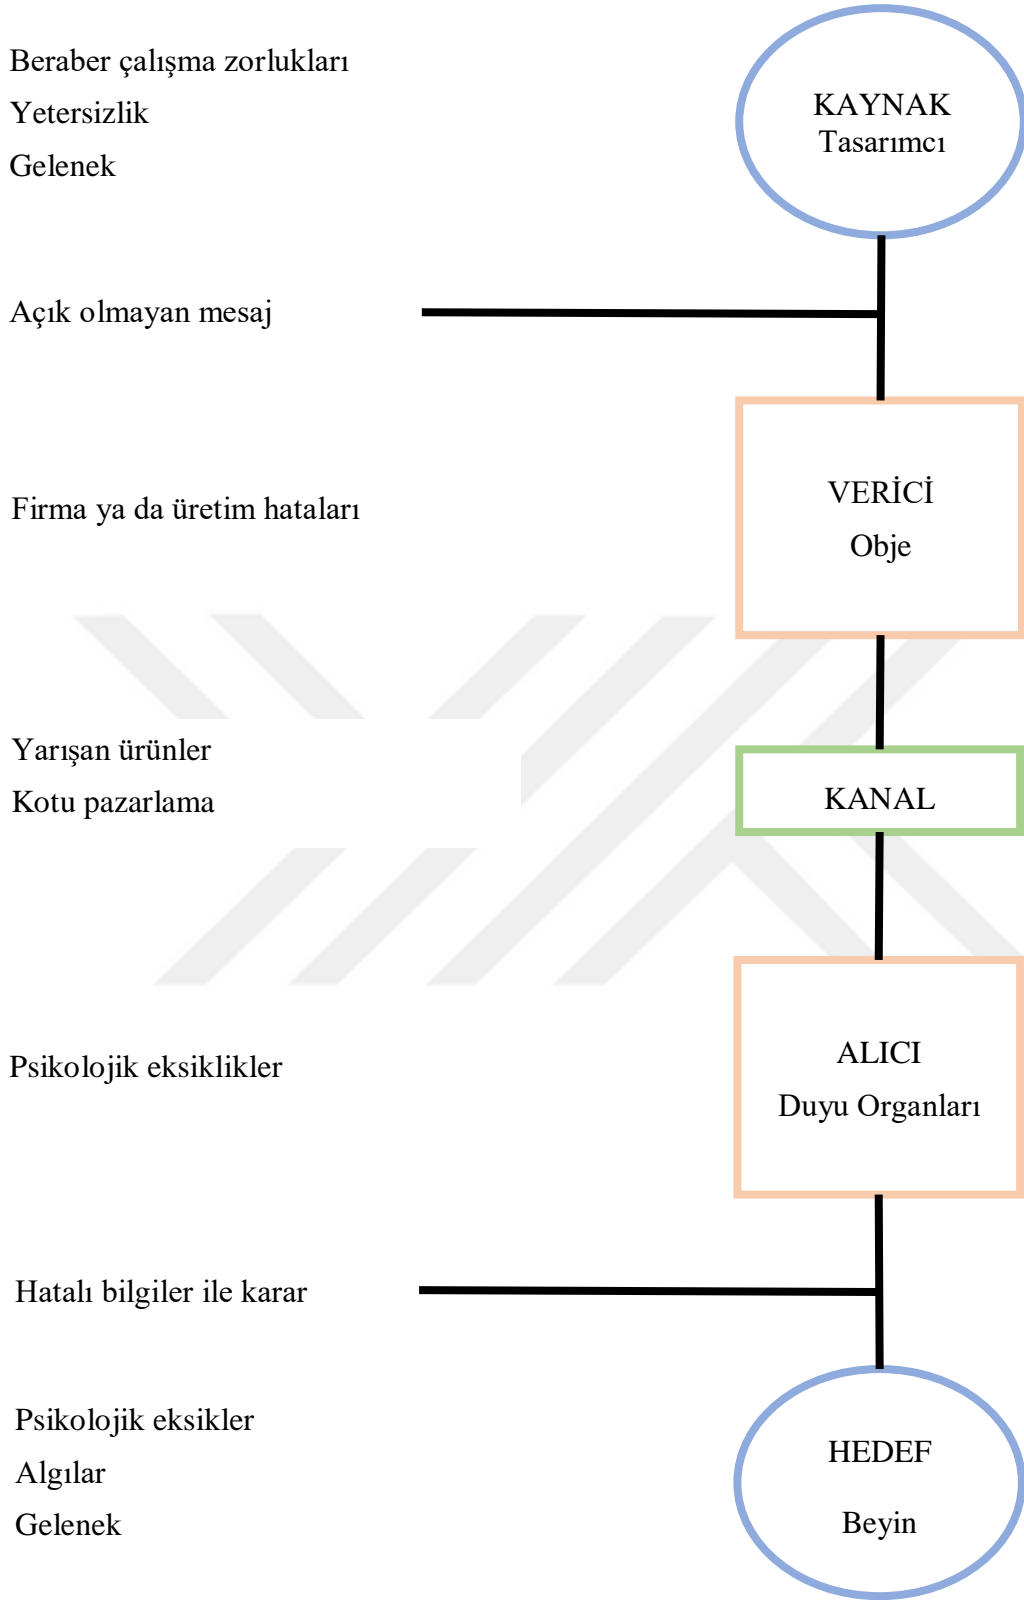 Beraber çalışma zorlukları
Yetersizlik
Gelenek
KAYNAK
Tasarımcı
Açık olmayan mesaj
Firma ya da üretim hataları
VERİCİ
Obje
Yarışan ürünler
Kotu pazarlama
KANAL
Psikolojik eksiklikler
ALICI
Duyu Organları
Hatalı bilgiler ile karar
Psikolojik eksikler
Algılar
Gelenek
HEDEF
Beyin